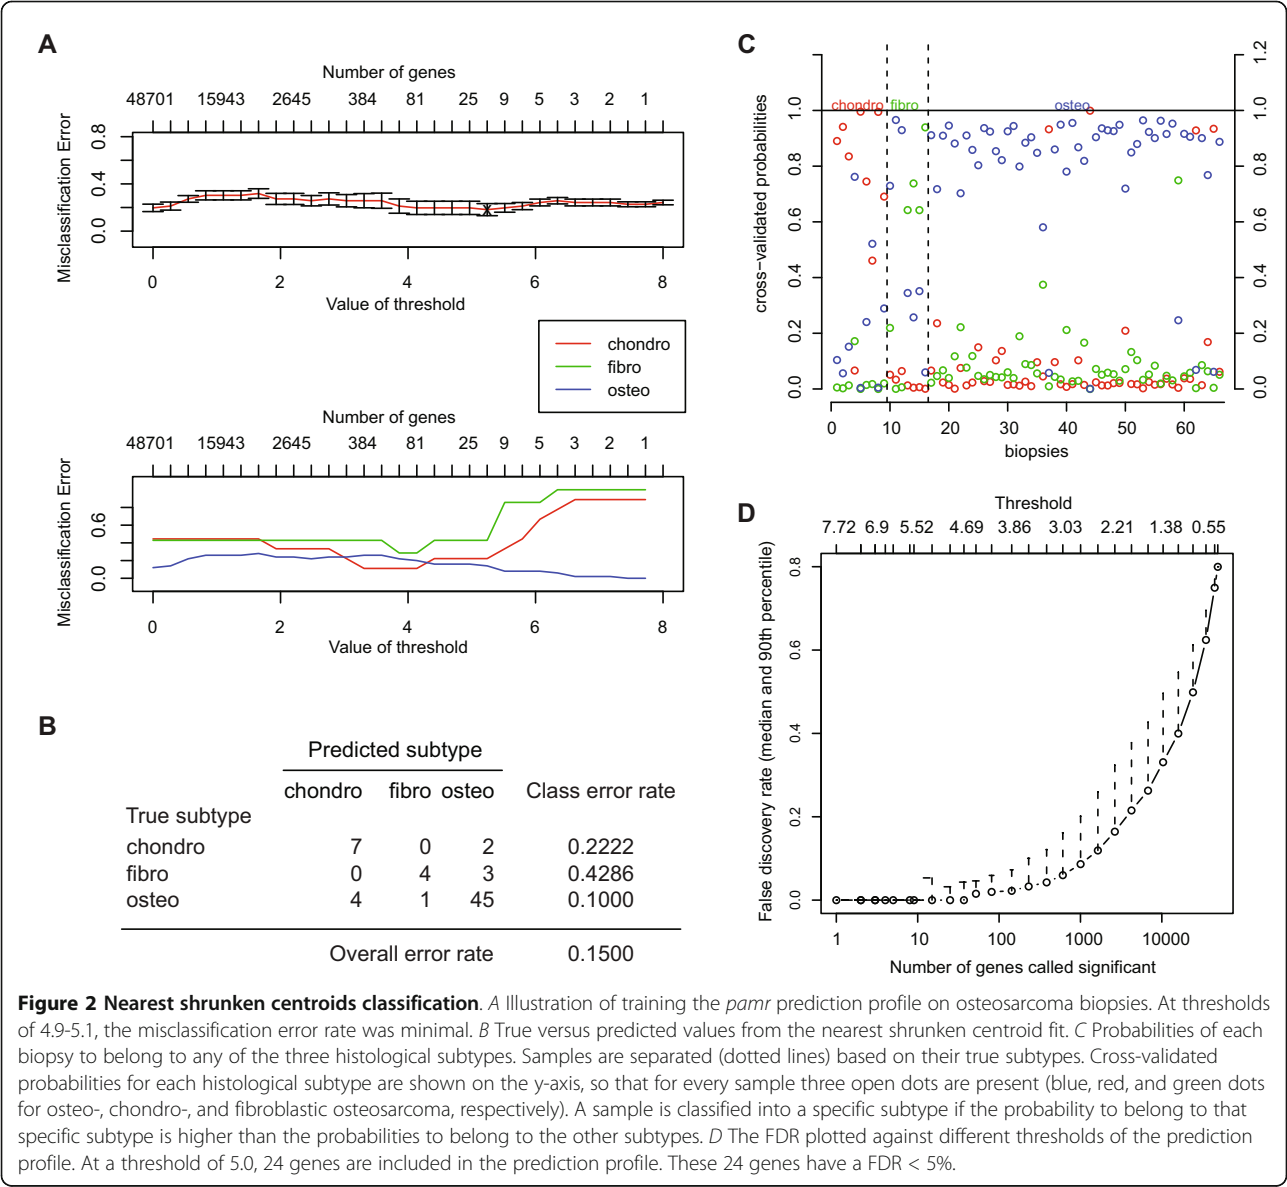 A
Number of genes
48701 15943 2645 384 81 25 9 5 3 2 1
Misclassification Error
0.8
0.4
0.0
0 2 4 6 8
Value of threshold
chondro
fibro
osteo
Number of genes
48701 15943 2645 384 81 25 9 5 3 2 1
Misclassification Error
0.6
0.0
0 2 4 6 8
Value of threshold
B
Predicted subtype
chondro fibro osteo Class error rate
True subtype
chondro 7 0 2 0.2222
fibro 0 4 3 0.4286
osteo 4 1 45 0.1000
Overall error rate 0.1500
C
cross-validated probabilities
chondro fibro osteo
1.0
0.8
0.6
0.4
0.2
0.0
1.2
1.0
0.8
0.6
0.4
0.2
0.0
0 10 20 30 40 50 60
biopsies
D
Threshold
7.72 6.9 5.52 4.69 3.86 3.03 2.21 1.38 0.55
False discovery rate (median and 90th percentile)
0.8
0.6
0.4
0.2
0.0
1 10 100 1000 10000
Number of genes called significant
Figure 2 Nearest shrunken centroids classification. A Illustration of training the pamr prediction profile on osteosarcoma biopsies. At thresholds
of 4.9-5.1, the misclassification error rate was minimal. B True versus predicted values from the nearest shrunken centroid fit. C Probabilities of each
biopsy to belong to any of the three histological subtypes. Samples are separated (dotted lines) based on their true subtypes. Cross-validated
probabilities for each histological subtype are shown on the y-axis, so that for every sample three open dots are present (blue, red, and green dots
for osteo-, chondro-, and fibroblastic osteosarcoma, respectively). A sample is classified into a specific subtype if the probability to belong to that
specific subtype is higher than the probabilities to belong to the other subtypes. D The FDR plotted against different thresholds of the prediction
profile. At a threshold of 5.0, 24 genes are included in the prediction profile. These 24 genes have a FDR < 5%.